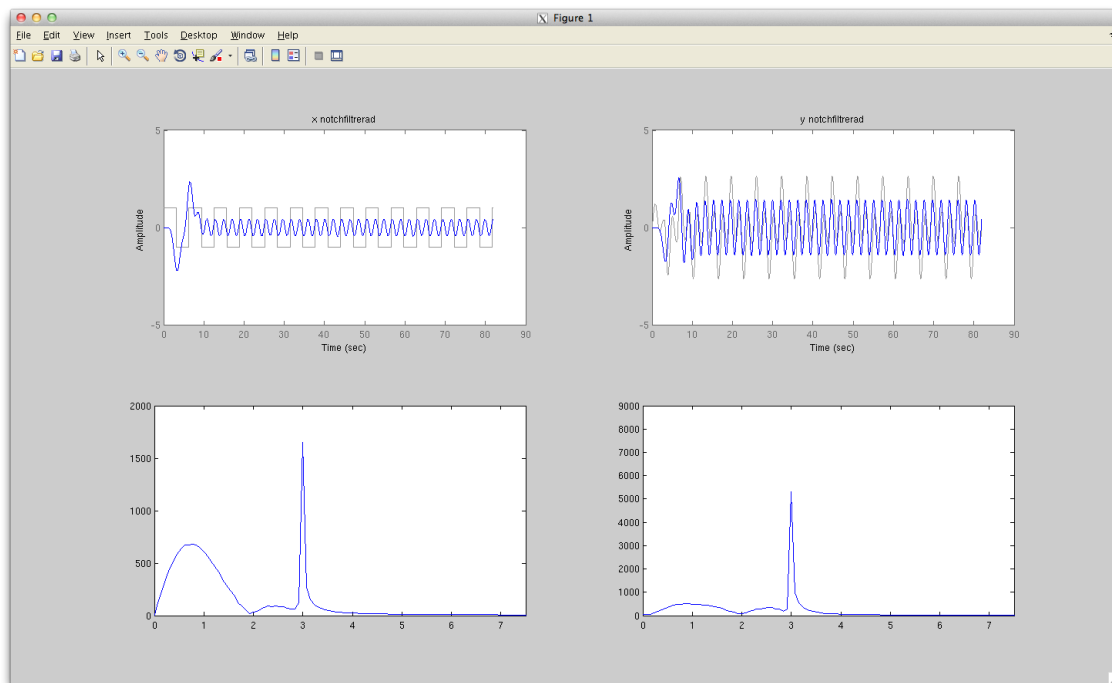 Figure 1
File Edit View Insert Tools Desktop Window Help
x notchfiltrerad
5
0
-5
Amplitude
0 10 20 30 40 50 60 70 80 90
Time (sec)
y notchfiltrerad
5
0
-5
Amplitude
0 10 20 30 40 50 60 70 80 90
Time (sec)
2000
1500
1000
500
0
0 1 2 3 4 5 6 7
9000
8000
7000
6000
5000
4000
3000
2000
1000
0
0 1 2 3 4 5 6 7